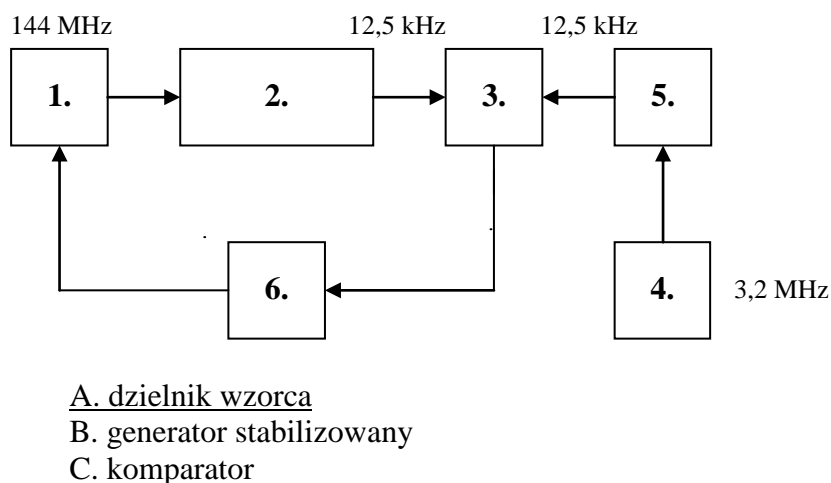 144 MHz 12,5 kHz 12,5 kHz
1. 2. 3. 5.
6. 4. 3,2 MHz
A. dzielnik wzorca
B. generator stabilizowany
C. komparator